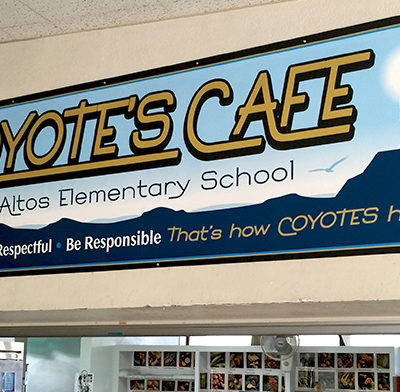 OYOTE'S CAFE
Altos Elementary School
Respectful • Be Responsible That's how COYOTES h